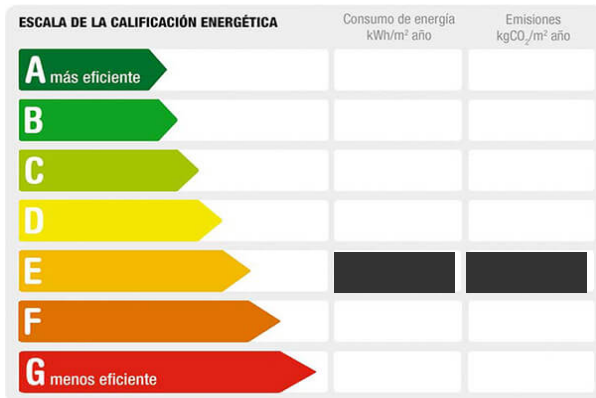 ESCALA DE LA CALIFICACIÓN ENERGÉTICA
Consumo de energía
kWh/m² año
Emisiones
kgCO₂/m² año
A más eficiente
B
C
D
E
F
G menos eficiente